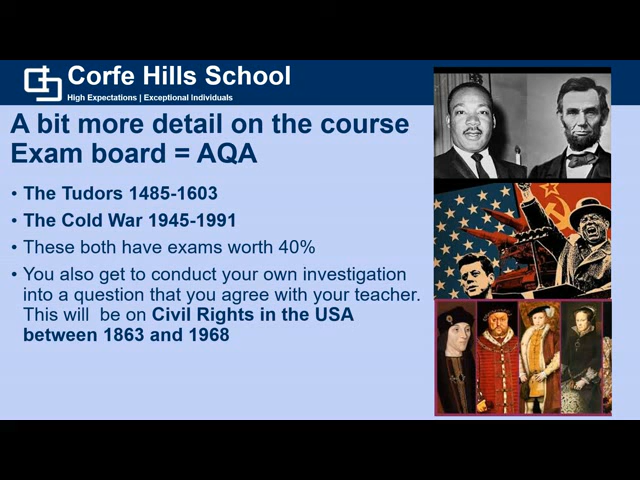 Corfe Hills School
High Expectations | Exceptional Individuals
A bit more detail on the course
Exam board = AQA
• The Tudors 1485-1603
• The Cold War 1945-1991
• These both have exams worth 40%
• You also get to conduct your own investigation
into a question that you agree with your teacher.
This will  be on Civil Rights in the USA
between 1863 and 1968